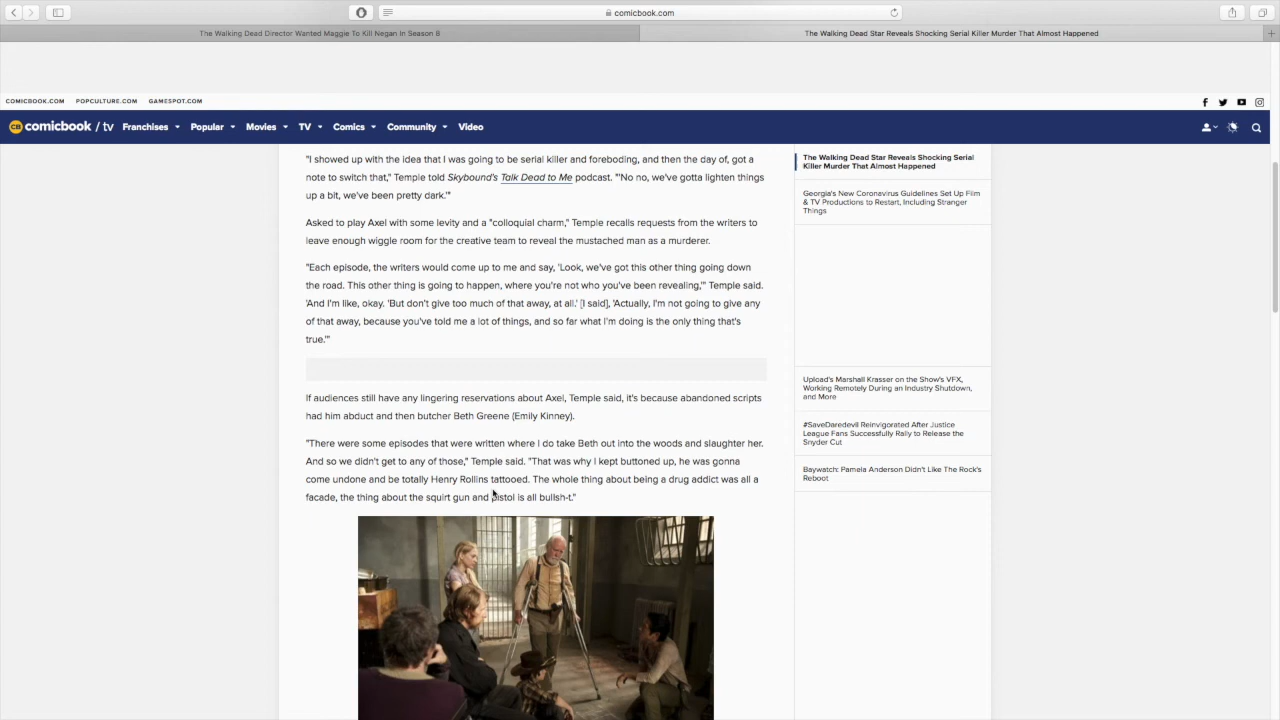 comicbook.com
The Walking Dead Director Wanted Maggie To Kill Negan In Season 8
The Walking Dead Star Reveals Shocking Serial Killer Murder That Almost Happened
COMICBOOK.COM POPCULTURE.COM GAMESPOT.COM
CB comicbook / tv Franchises Popular Movies TV Comics Community Video
"I showed up with the idea that I was going to be serial killer and foreboding, and then the day of, got a
note to switch that," Temple told Skybound's Talk Dead to Me podcast. "'No no, we've gotta lighten things
up a bit, we've been pretty dark.'"
Asked to play Axel with some levity and a "colloquial charm," Temple recalls requests from the writers to
leave enough wiggle room for the creative team to reveal the mustached man as a murderer.
"Each episode, the writers would come up to me and say, 'Look, we've got this other thing going down
the road. This other thing is going to happen, where you're not who you've been revealing,'" Temple said.
'And I'm like, okay. 'But don't give too much of that away, at all.' [I said], 'Actually, I'm not going to give any
of that away, because you've told me a lot of things, and so far what I'm doing is the only thing that's
true.'"
If audiences still have any lingering reservations about Axel, Temple said, it's because abandoned scripts
had him abduct and then butcher Beth Greene (Emily Kinney).
"There were some episodes that were written where I do take Beth out into the woods and slaughter her.
And so we didn't get to any of those," Temple said. "That was why I kept buttoned up, he was gonna
come undone and be totally Henry Rollins tattooed. The whole thing about being a drug addict was all a
facade, the thing about the squirt gun and pistol is all bullsh-t."
The Walking Dead Star Reveals Shocking Serial
Killer Murder That Almost Happened
Georgia's New Coronavirus Guidelines Set Up Film
& TV Productions to Restart, Including Stranger
Things
Upload's Marshall Krasser on the Show's VFX,
Working Remotely During an Industry Shutdown,
and More
#SaveDaredevil Reinvigorated After Justice
League Fans Successfully Rally to Release the
Snyder Cut
Baywatch: Pamela Anderson Didn't Like The Rock's
Reboot